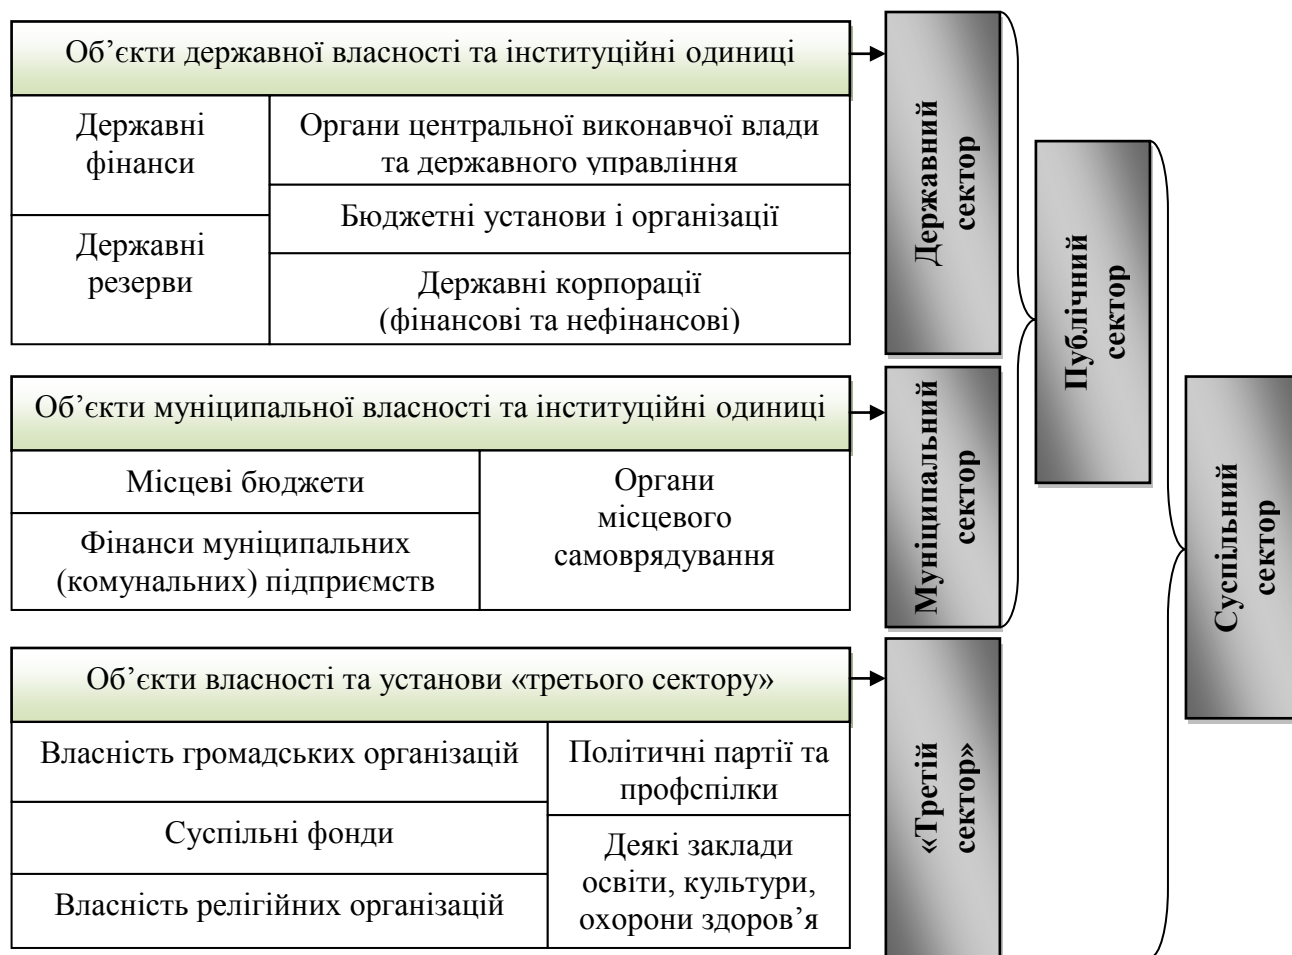 Об’єкти державної власності та інституційні одиниці
Державні
фінанси
Державні
резерви
Органи центральної виконавчої влади
та державного управління
Бюджетні установи і організації
Державні корпорації
(фінансові та нефінансові)
Державний
сектор
Об’єкти муніципальної власності та інституційні одиниці
Місцеві бюджети
Фінанси муніципальних
(комунальних) підприємств
Органи
місцевого
самоврядування
Муніципальний
сектор
Об’єкти власності та установи «третього сектору»
Власність громадських організацій
Суспільні фонди
Власність релігійних організацій
Політичні партії та
профспілки
Деякі заклади
освіти, культури,
охорони здоров’я
«Третій
сектор»
Публічний
сектор
Суспільний
сектор